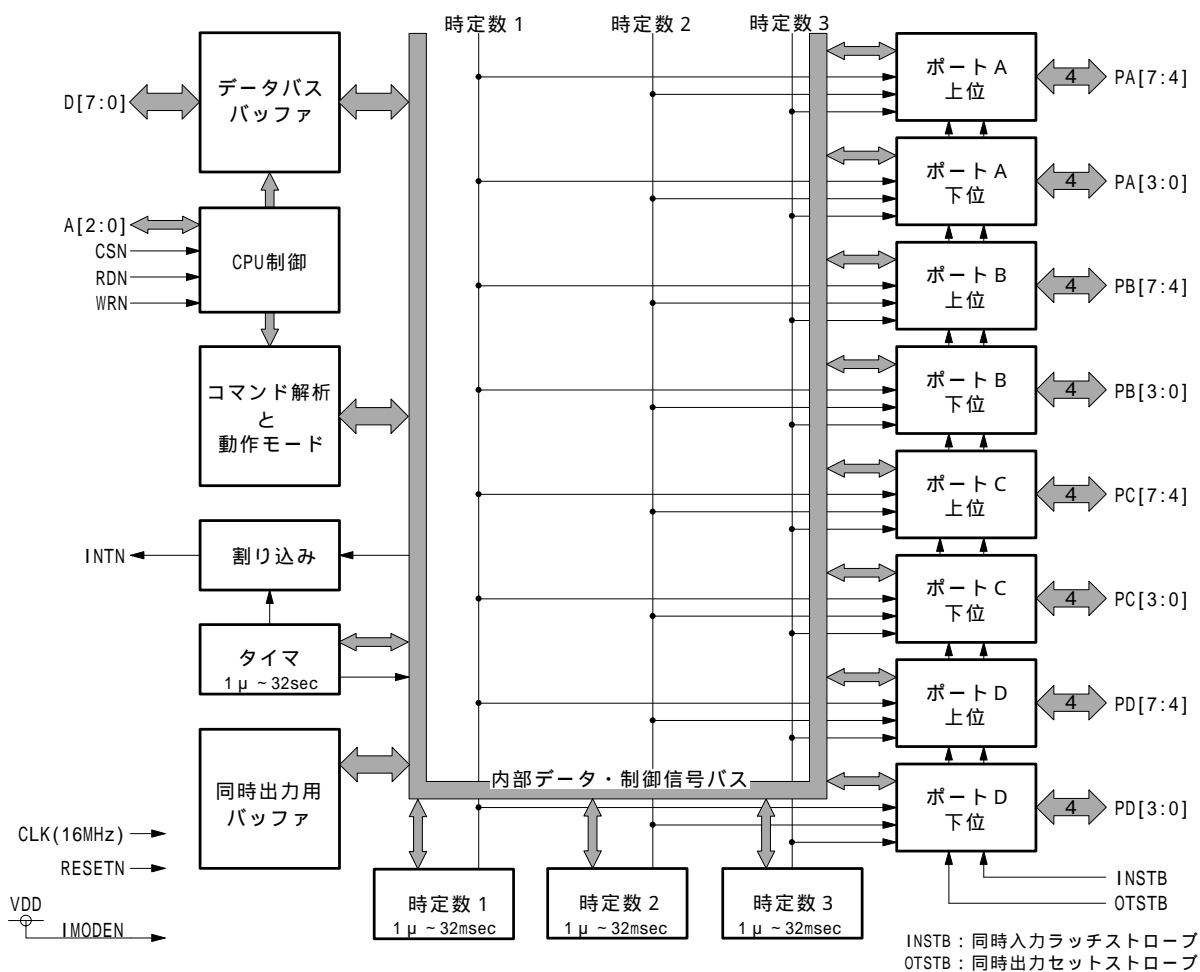 時定数1
時定数2
時定数3
D[7:0]
データバス
バッファ
A[2:0]
CSN
RDN
WRN
CPU制御
コマンド解析
と
動作モード
INTN
割り込み
タイマ
1μ ~32sec
同時出力用
バッファ
CLK(16MHz)
RESETN
VDD
IMODEN
内部データ・制御信号バス
時定数1
1μ ~32msec
時定数2
1μ ~32msec
時定数3
1μ ~32msec
ポートA
上位
4
PA[7:4]
ポートA
下位
4
PA[3:0]
ポートB
上位
4
PB[7:4]
ポートB
下位
4
PB[3:0]
ポートC
上位
4
PC[7:4]
ポートC
下位
4
PC[3:0]
ポートD
上位
4
PD[7:4]
ポートD
下位
4
PD[3:0]
INSTB
OTSTB
INSTB:同時入力ラッチストローブ
OTSTB:同時出力セットストローブ